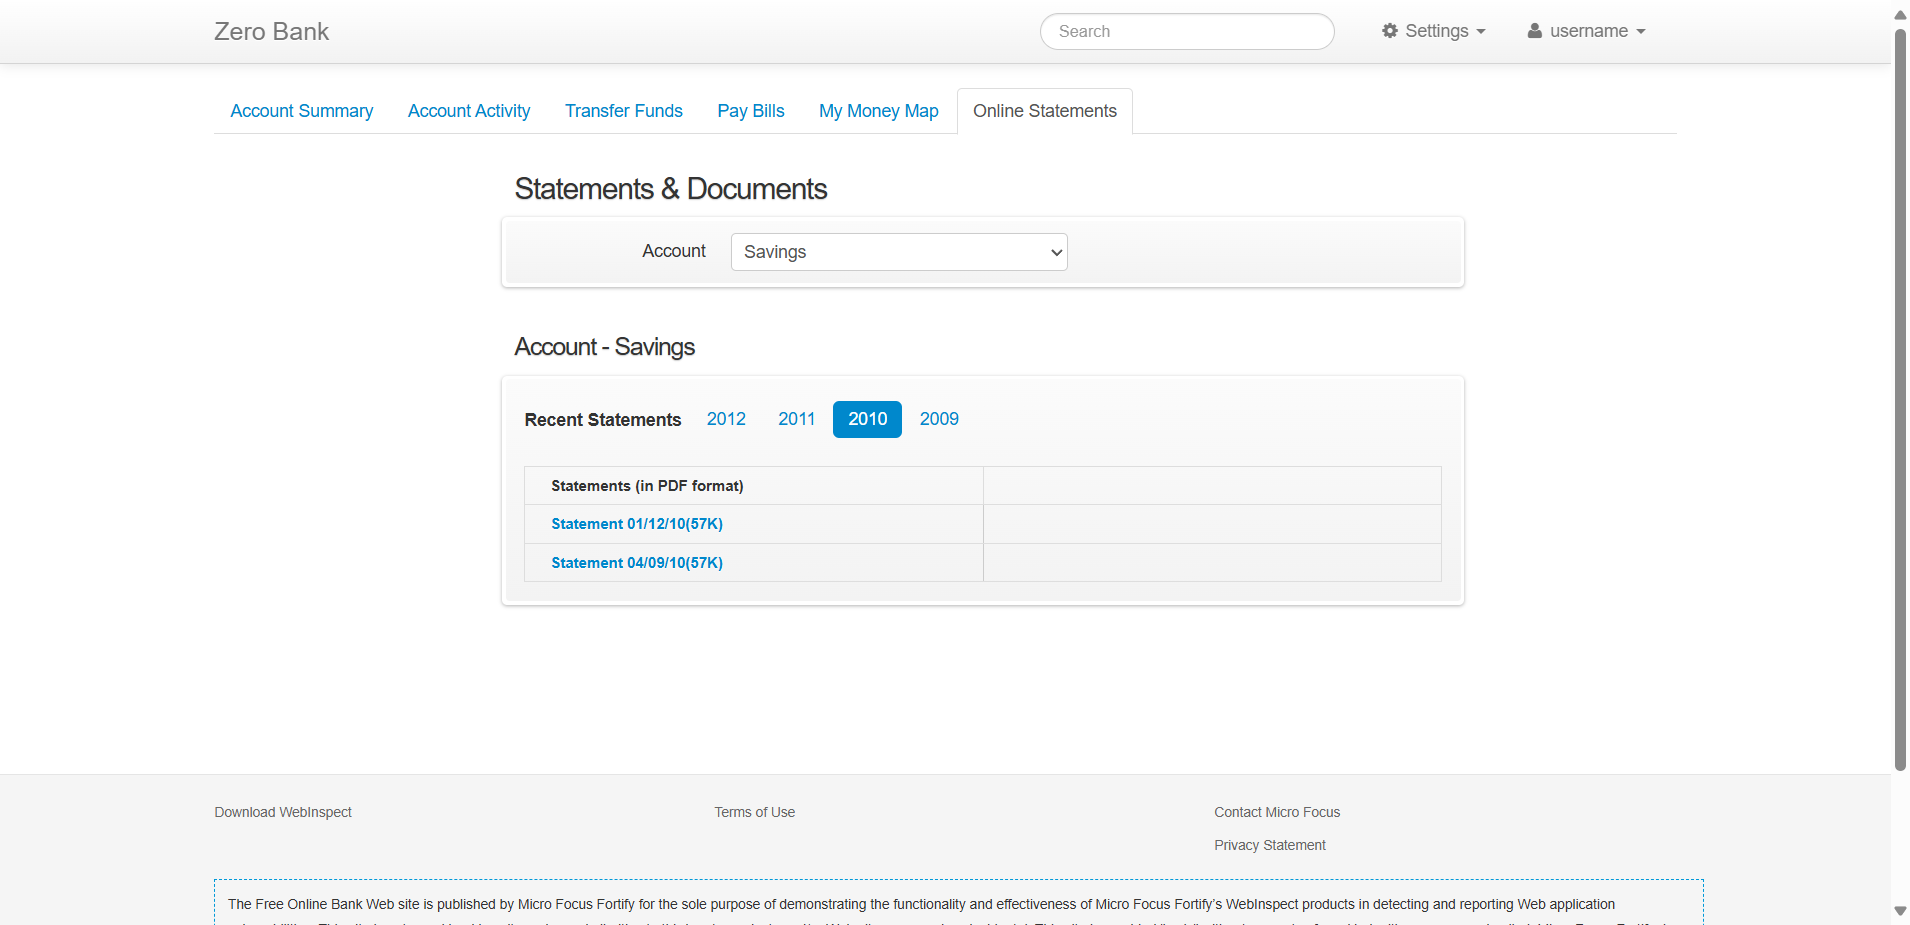 Zero Bank
Search
Settings
username
Account Summary
Account Activity
Transfer Funds
Pay Bills
My Money Map
Online Statements
Statements & Documents
Account
Savings
Account - Savings
Recent Statements
2012
2011
2010
2009
Statements (in PDF format)
Statement 01/12/10(57K)
Statement 04/09/10(57K)
Download WebInspect
Terms of Use
Contact Micro Focus
Privacy Statement
The Free Online Bank Web site is published by Micro Focus Fortify for the sole purpose of demonstrating the functionality and effectiveness of Micro Focus Fortify's WebInspect products in detecting and reporting Web application